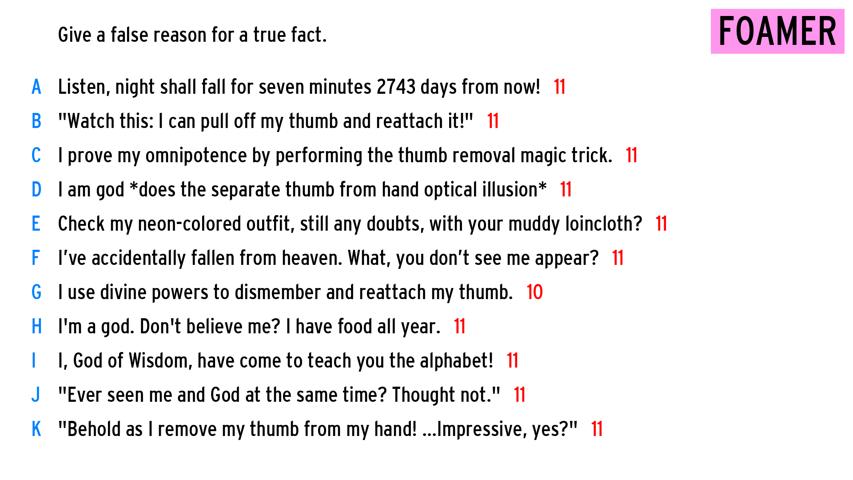 Give a false reason for a true fact.
FOAMER
A Listen, night shall fall for seven minutes 2743 days from now! 11
B "Watch this: I can pull off my thumb and reattach it!" 11
C I prove my omnipotence by performing the thumb removal magic trick. 11
D I am god *does the separate thumb from hand optical illusion* 11
E Check my neon-colored outfit, still any doubts, with your muddy loincloth? 11
F I’ve accidentally fallen from heaven. What, you don’t see me appear? 11
G I use divine powers to dismember and reattach my thumb. 10
H I'm a god. Don't believe me? I have food all year. 11
I I, God of Wisdom, have come to teach you the alphabet! 11
J "Ever seen me and God at the same time? Thought not." 11
K "Behold as I remove my thumb from my hand! ...Impressive, yes?" 11